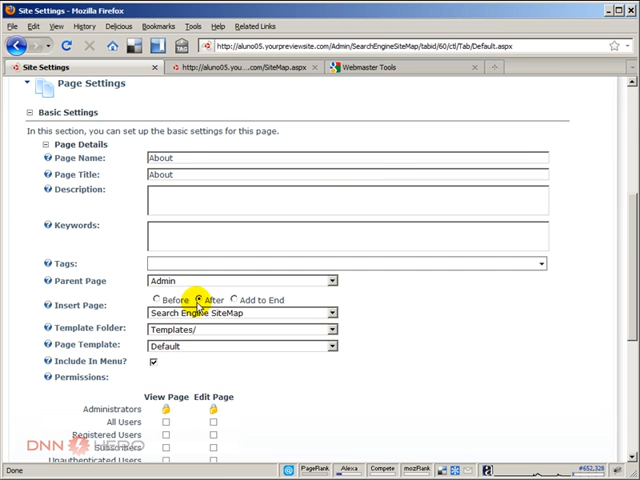 Site Settings - Mozilla Firefox
File Edit View History Delicious Bookmarks Tools Help Related Links
http://aluno05.yourpreviewsite.com/Admin/SearchEngineSiteMap/tabid/60/ctl/Tab/Default.aspx
Site Settings http://aluno05.you....com/SiteMap.aspx Webmaster Tools
Page Settings
Basic Settings
In this section, you can set up the basic settings for this page.
Page Details
Page Name: About
Page Title: About
Description:
Keywords:
Tags:
Parent Page Admin
Before After Add to End
Insert Page:
Search Engine SiteMap
Template Folder: Templates/
Page Template: Default
Include In Menu?
Permissions:
View Page Edit Page
Administrators
All Users
Registered Users
Subscribers
Unauthenticated Users
DNN HERO
Done PageRank Alexa Compete mozRank #652,328